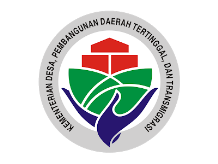 KEMENTERIAN DESA, PEMBANGUNAN DAERAH TERTINGGAL, DAN TRANSMIGRASI